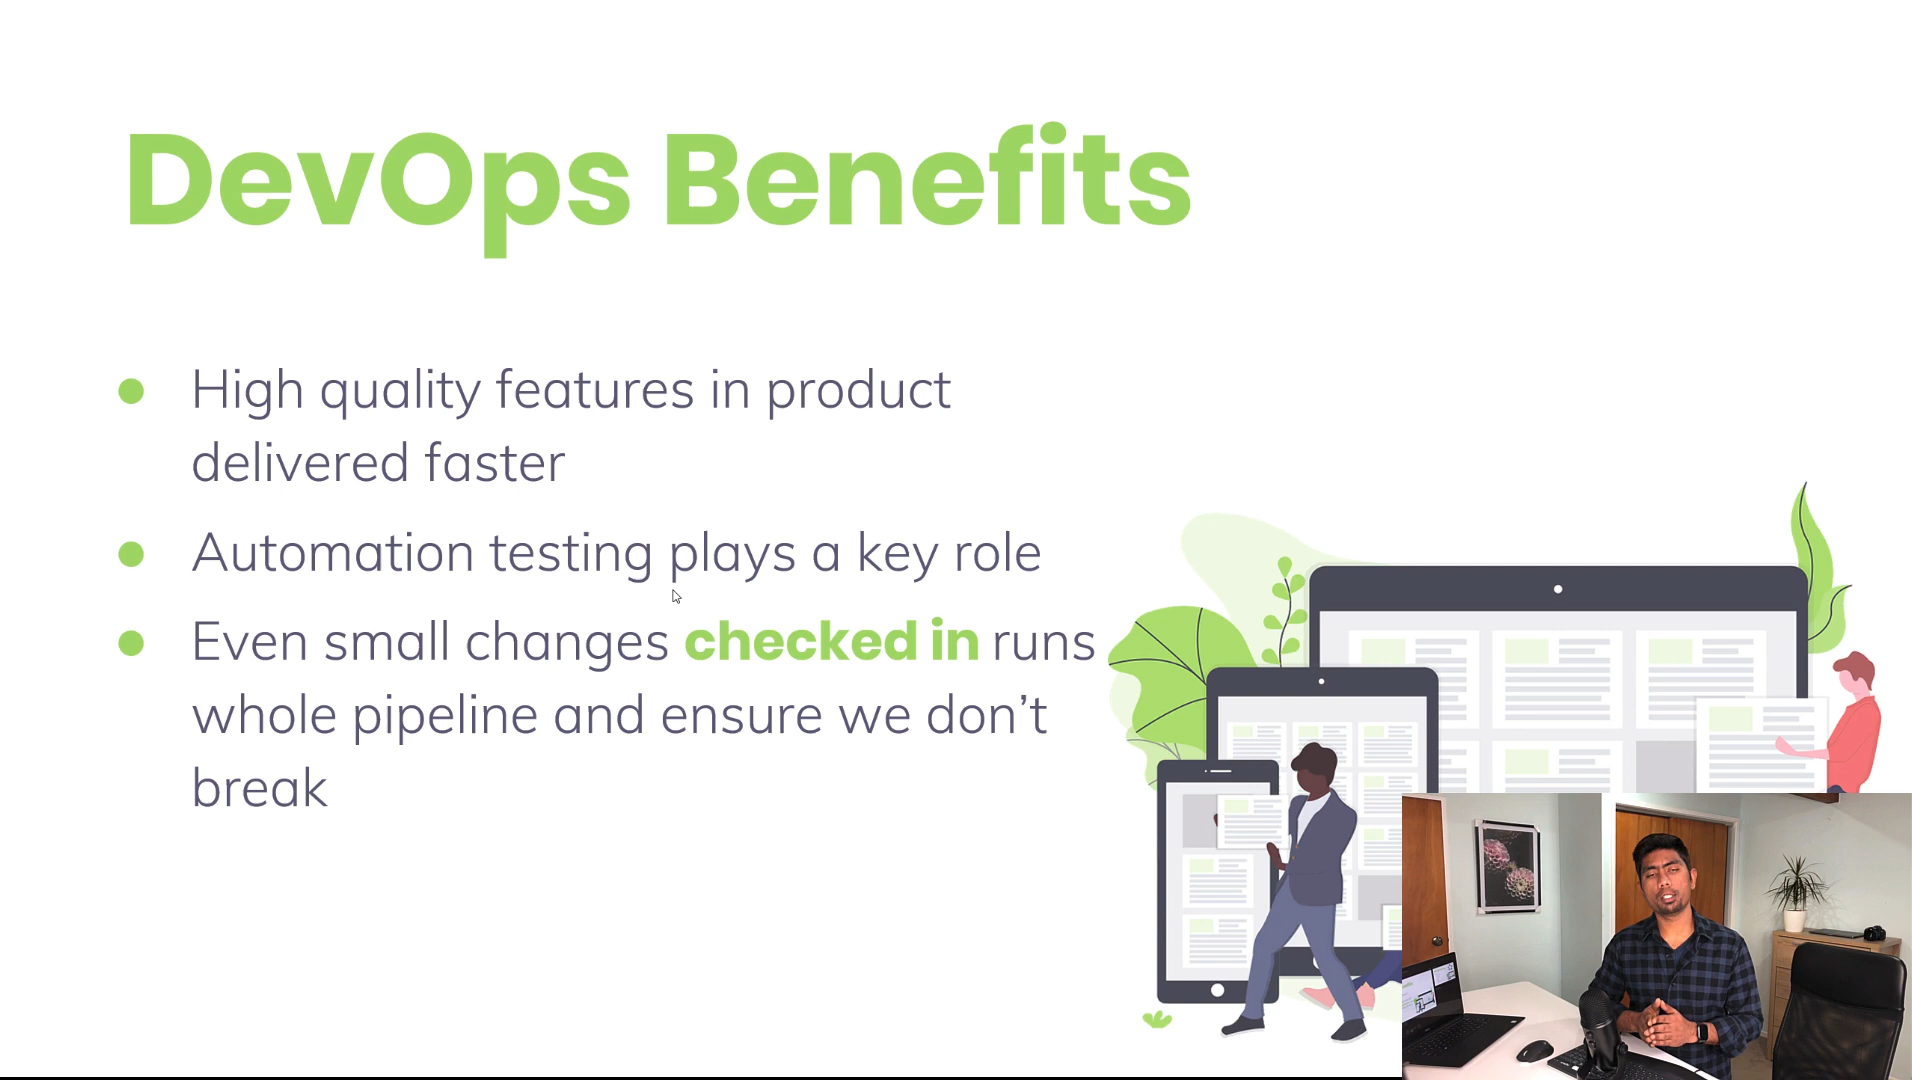 DevOps Benefits
High quality features in product
delivered faster
Automation testing plays a key role
Even small changes checked in runs
whole pipeline and ensure we don’t
break